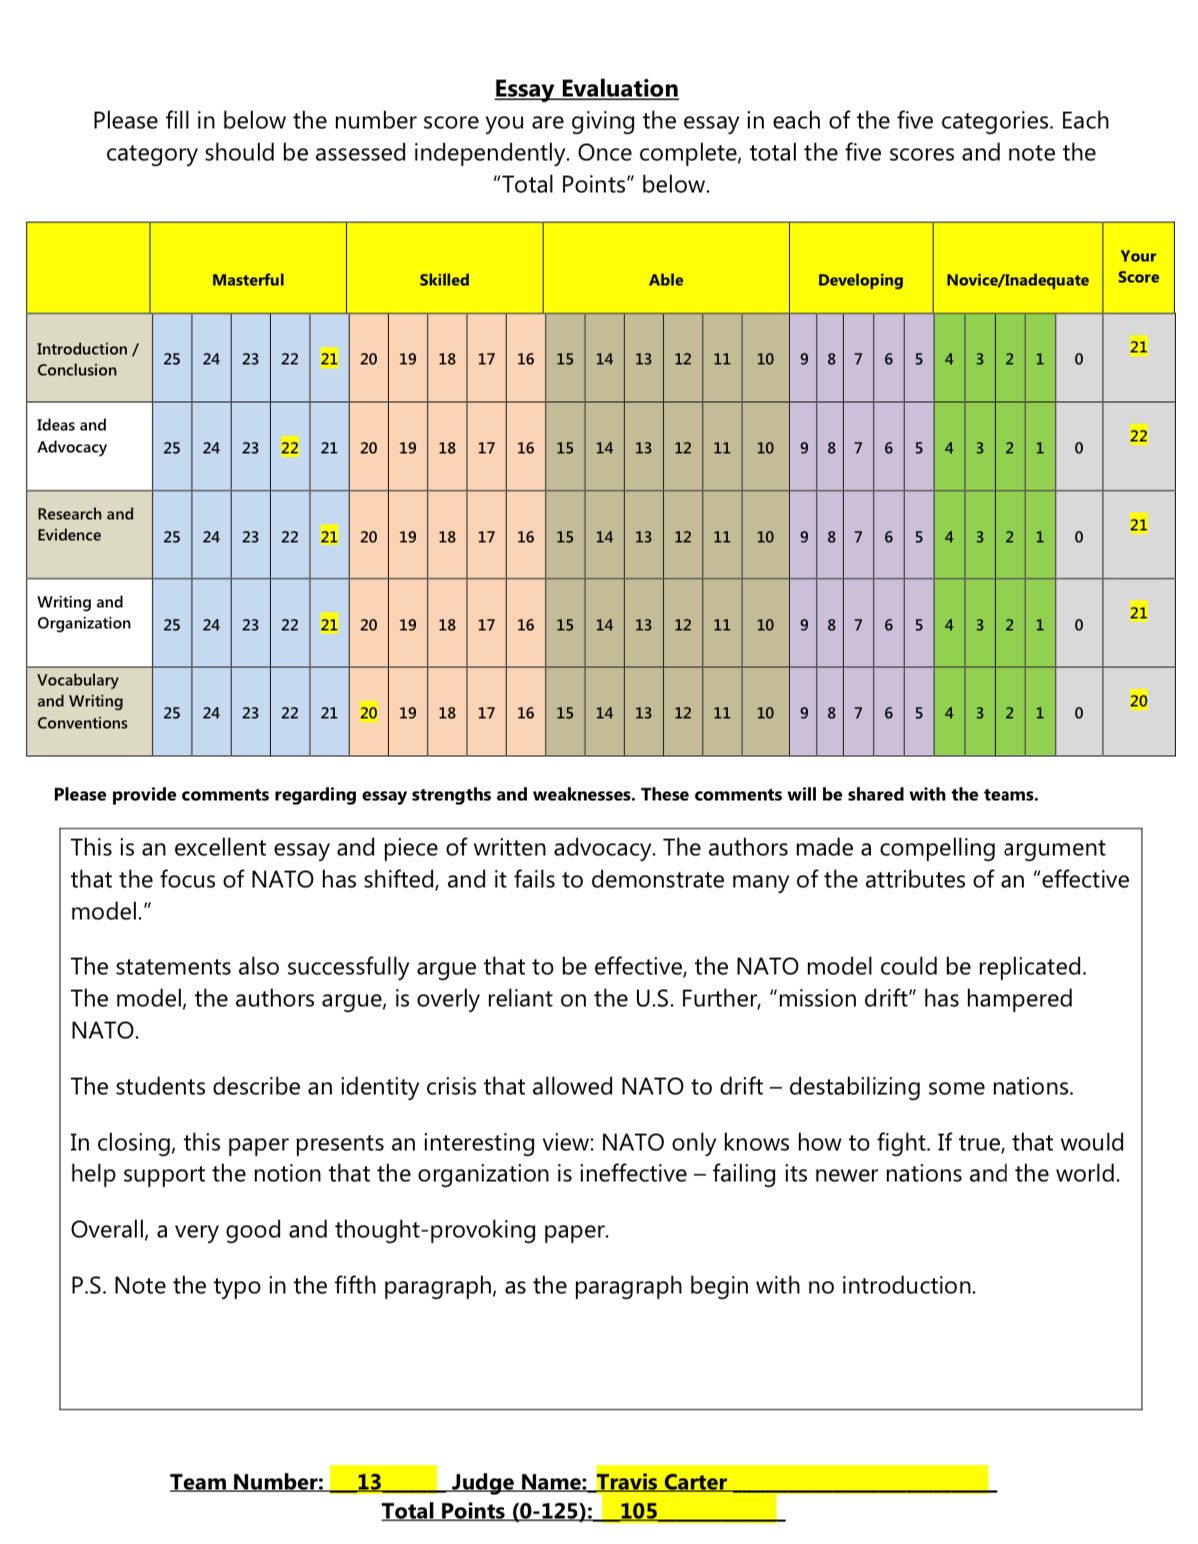 Essay Evaluation
Please fill in below the number score you are giving the essay in each of the five categories. Each
category should be assessed independently. Once complete, total the five scores and note the
“Total Points” below.
Masterful Skilled Able Developing Novice/Inadequate Your Score
Introduction / Conclusion 25 24 23 22 21 20 19 18 17 16 15 14 13 12 11 10 9 8 7 6 5 4 3 2 1 0 21
Ideas and Advocacy 25 24 23 22 21 20 19 18 17 16 15 14 13 12 11 10 9 8 7 6 5 4 3 2 1 0 22
Research and Evidence 25 24 23 22 21 20 19 18 17 16 15 14 13 12 11 10 9 8 7 6 5 4 3 2 1 0 21
Writing and Organization 25 24 23 22 21 20 19 18 17 16 15 14 13 12 11 10 9 8 7 6 5 4 3 2 1 0 21
Vocabulary and Writing Conventions 25 24 23 22 21 20 19 18 17 16 15 14 13 12 11 10 9 8 7 6 5 4 3 2 1 0 20
Please provide comments regarding essay strengths and weaknesses. These comments will be shared with the teams.
This is an excellent essay and piece of written advocacy. The authors made a compelling argument
that the focus of NATO has shifted, and it fails to demonstrate many of the attributes of an “effective
model.”
The statements also successfully argue that to be effective, the NATO model could be replicated.
The model, the authors argue, is overly reliant on the U.S. Further, “mission drift” has hampered
NATO.
The students describe an identity crisis that allowed NATO to drift – destabilizing some nations.
In closing, this paper presents an interesting view: NATO only knows how to fight. If true, that would
help support the notion that the organization is ineffective – failing its newer nations and the world.
Overall, a very good and thought-provoking paper.
P.S. Note the typo in the fifth paragraph, as the paragraph begin with no introduction.
Team Number: 13 Judge Name: Travis Carter
Total Points (0-125): 105